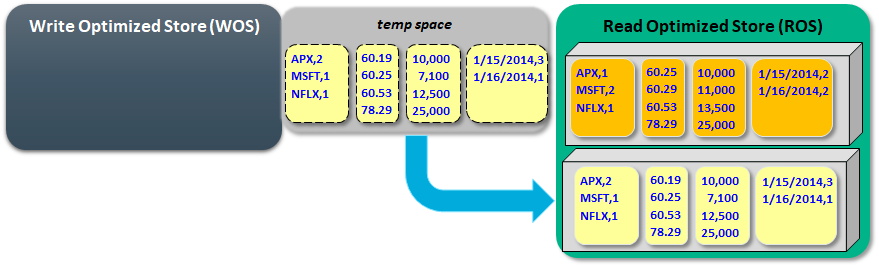 Write Optimized Store (WOS)
temp space
APX,2 60.19 10,000 1/15/2014,3
MSFT,1 60.25 7,100 1/16/2014,1
NFLX,1 60.53 12,500
78.29 25,000
Read Optimized Store (ROS)
APX,1 60.25 10,000 1/15/2014,2
MSFT,2 60.29 11,000 1/16/2014,2
NFLX,1 60.53 13,500
78.29 25,000
APX,2 60.19 10,000 1/15/2014,3
MSFT,1 60.25 7,100 1/16/2014,1
NFLX,1 60.53 12,500
78.29 25,000